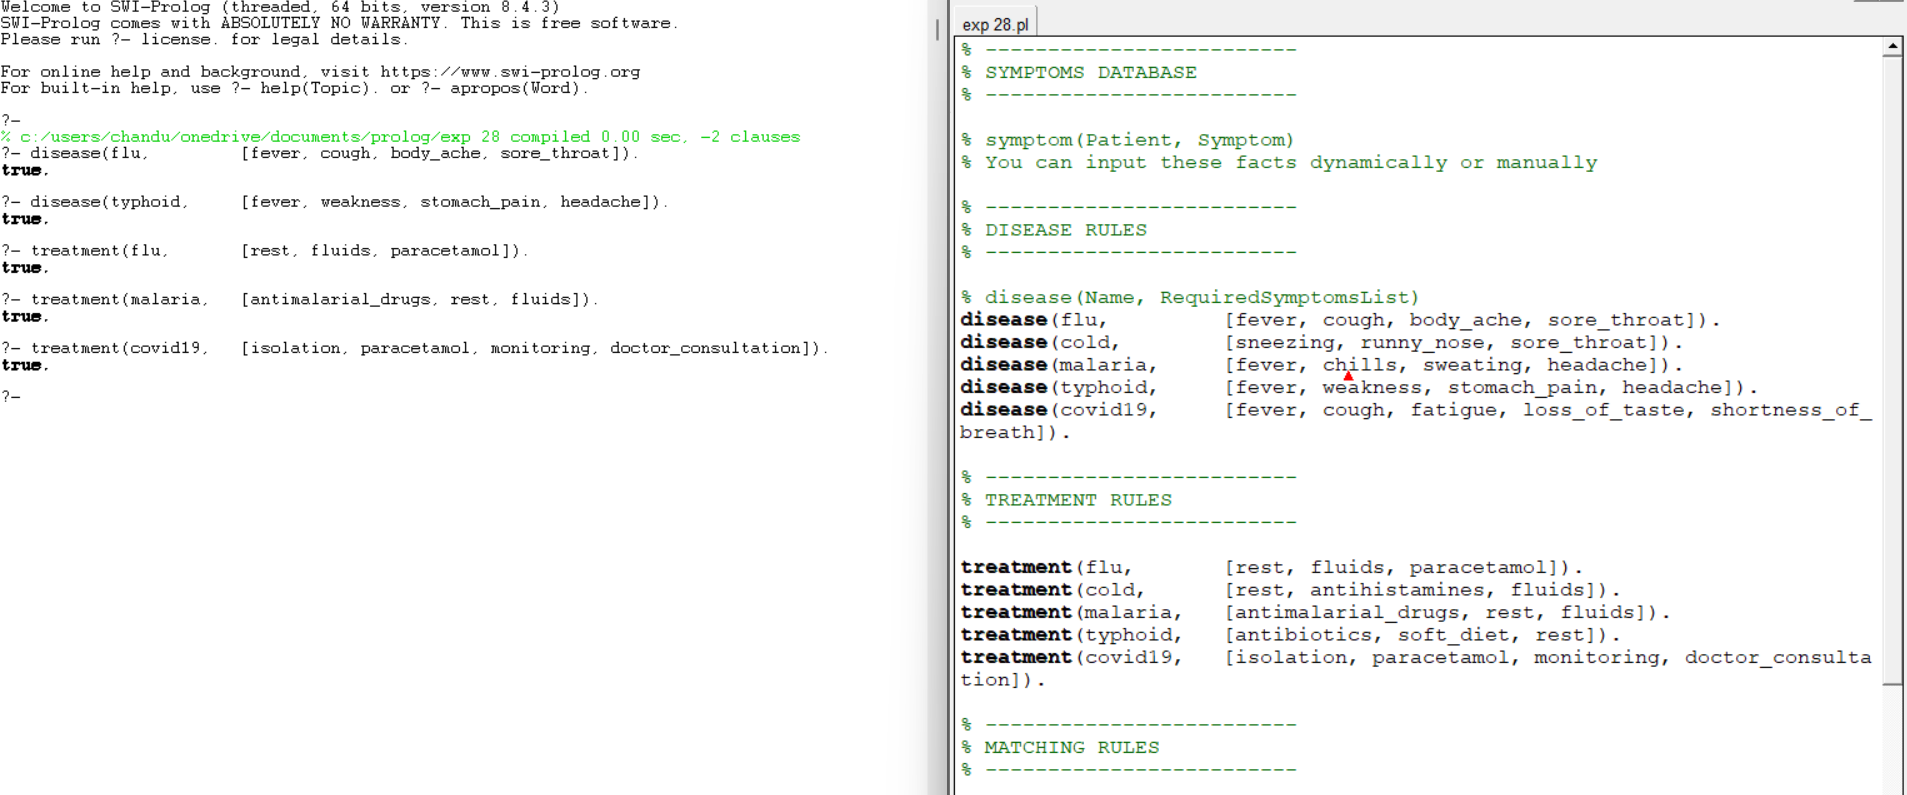 Welcome to SWI-Prolog (threaded, 64 bits, version 8.4.3)
SWI-Prolog comes with ABSOLUTELY NO WARRANTY. This is free software.
Please run ?- license. for legal details.

For online help and background, visit https://www.swi-prolog.org
For built-in help, use ?- help(Topic). or ?- apropos(Word).

?-
% c:/users/chandu/onedrive/documents/prolog/exp 28 compiled 0.00 sec, -2 clauses
?- disease(flu,         [fever, cough, body_ache, sore_throat]).
true.

?- disease(typhoid,     [fever, weakness, stomach_pain, headache]).
true.

?- treatment(flu,       [rest, fluids, paracetamol]).
true.

?- treatment(malaria,   [antimalarial_drugs, rest, fluids]).
true.

?- treatment(covid19,   [isolation, paracetamol, monitoring, doctor_consultation]).
true.

?-

exp 28.pl
% -------------------------
% SYMPTOMS DATABASE
% -------------------------

% symptom(Patient, Symptom)
% You can input these facts dynamically or manually

% -------------------------
% DISEASE RULES
% -------------------------

% disease(Name, RequiredSymptomsList)
disease(flu,         [fever, cough, body_ache, sore_throat]).
disease(cold,        [sneezing, runny_nose, sore_throat]).
disease(malaria,     [fever, chills, sweating, headache]).
disease(typhoid,     [fever, weakness, stomach_pain, headache]).
disease(covid19,     [fever, cough, fatigue, loss_of_taste, shortness_of_
breath]).

% -------------------------
% TREATMENT RULES
% -------------------------

treatment(flu,       [rest, fluids, paracetamol]).
treatment(cold,      [rest, antihistamines, fluids]).
treatment(malaria,   [antimalarial_drugs, rest, fluids]).
treatment(typhoid,   [antibiotics, soft_diet, rest]).
treatment(covid19,   [isolation, paracetamol, monitoring, doctor_consulta
tion]).

% -------------------------
% MATCHING RULES
% -------------------------